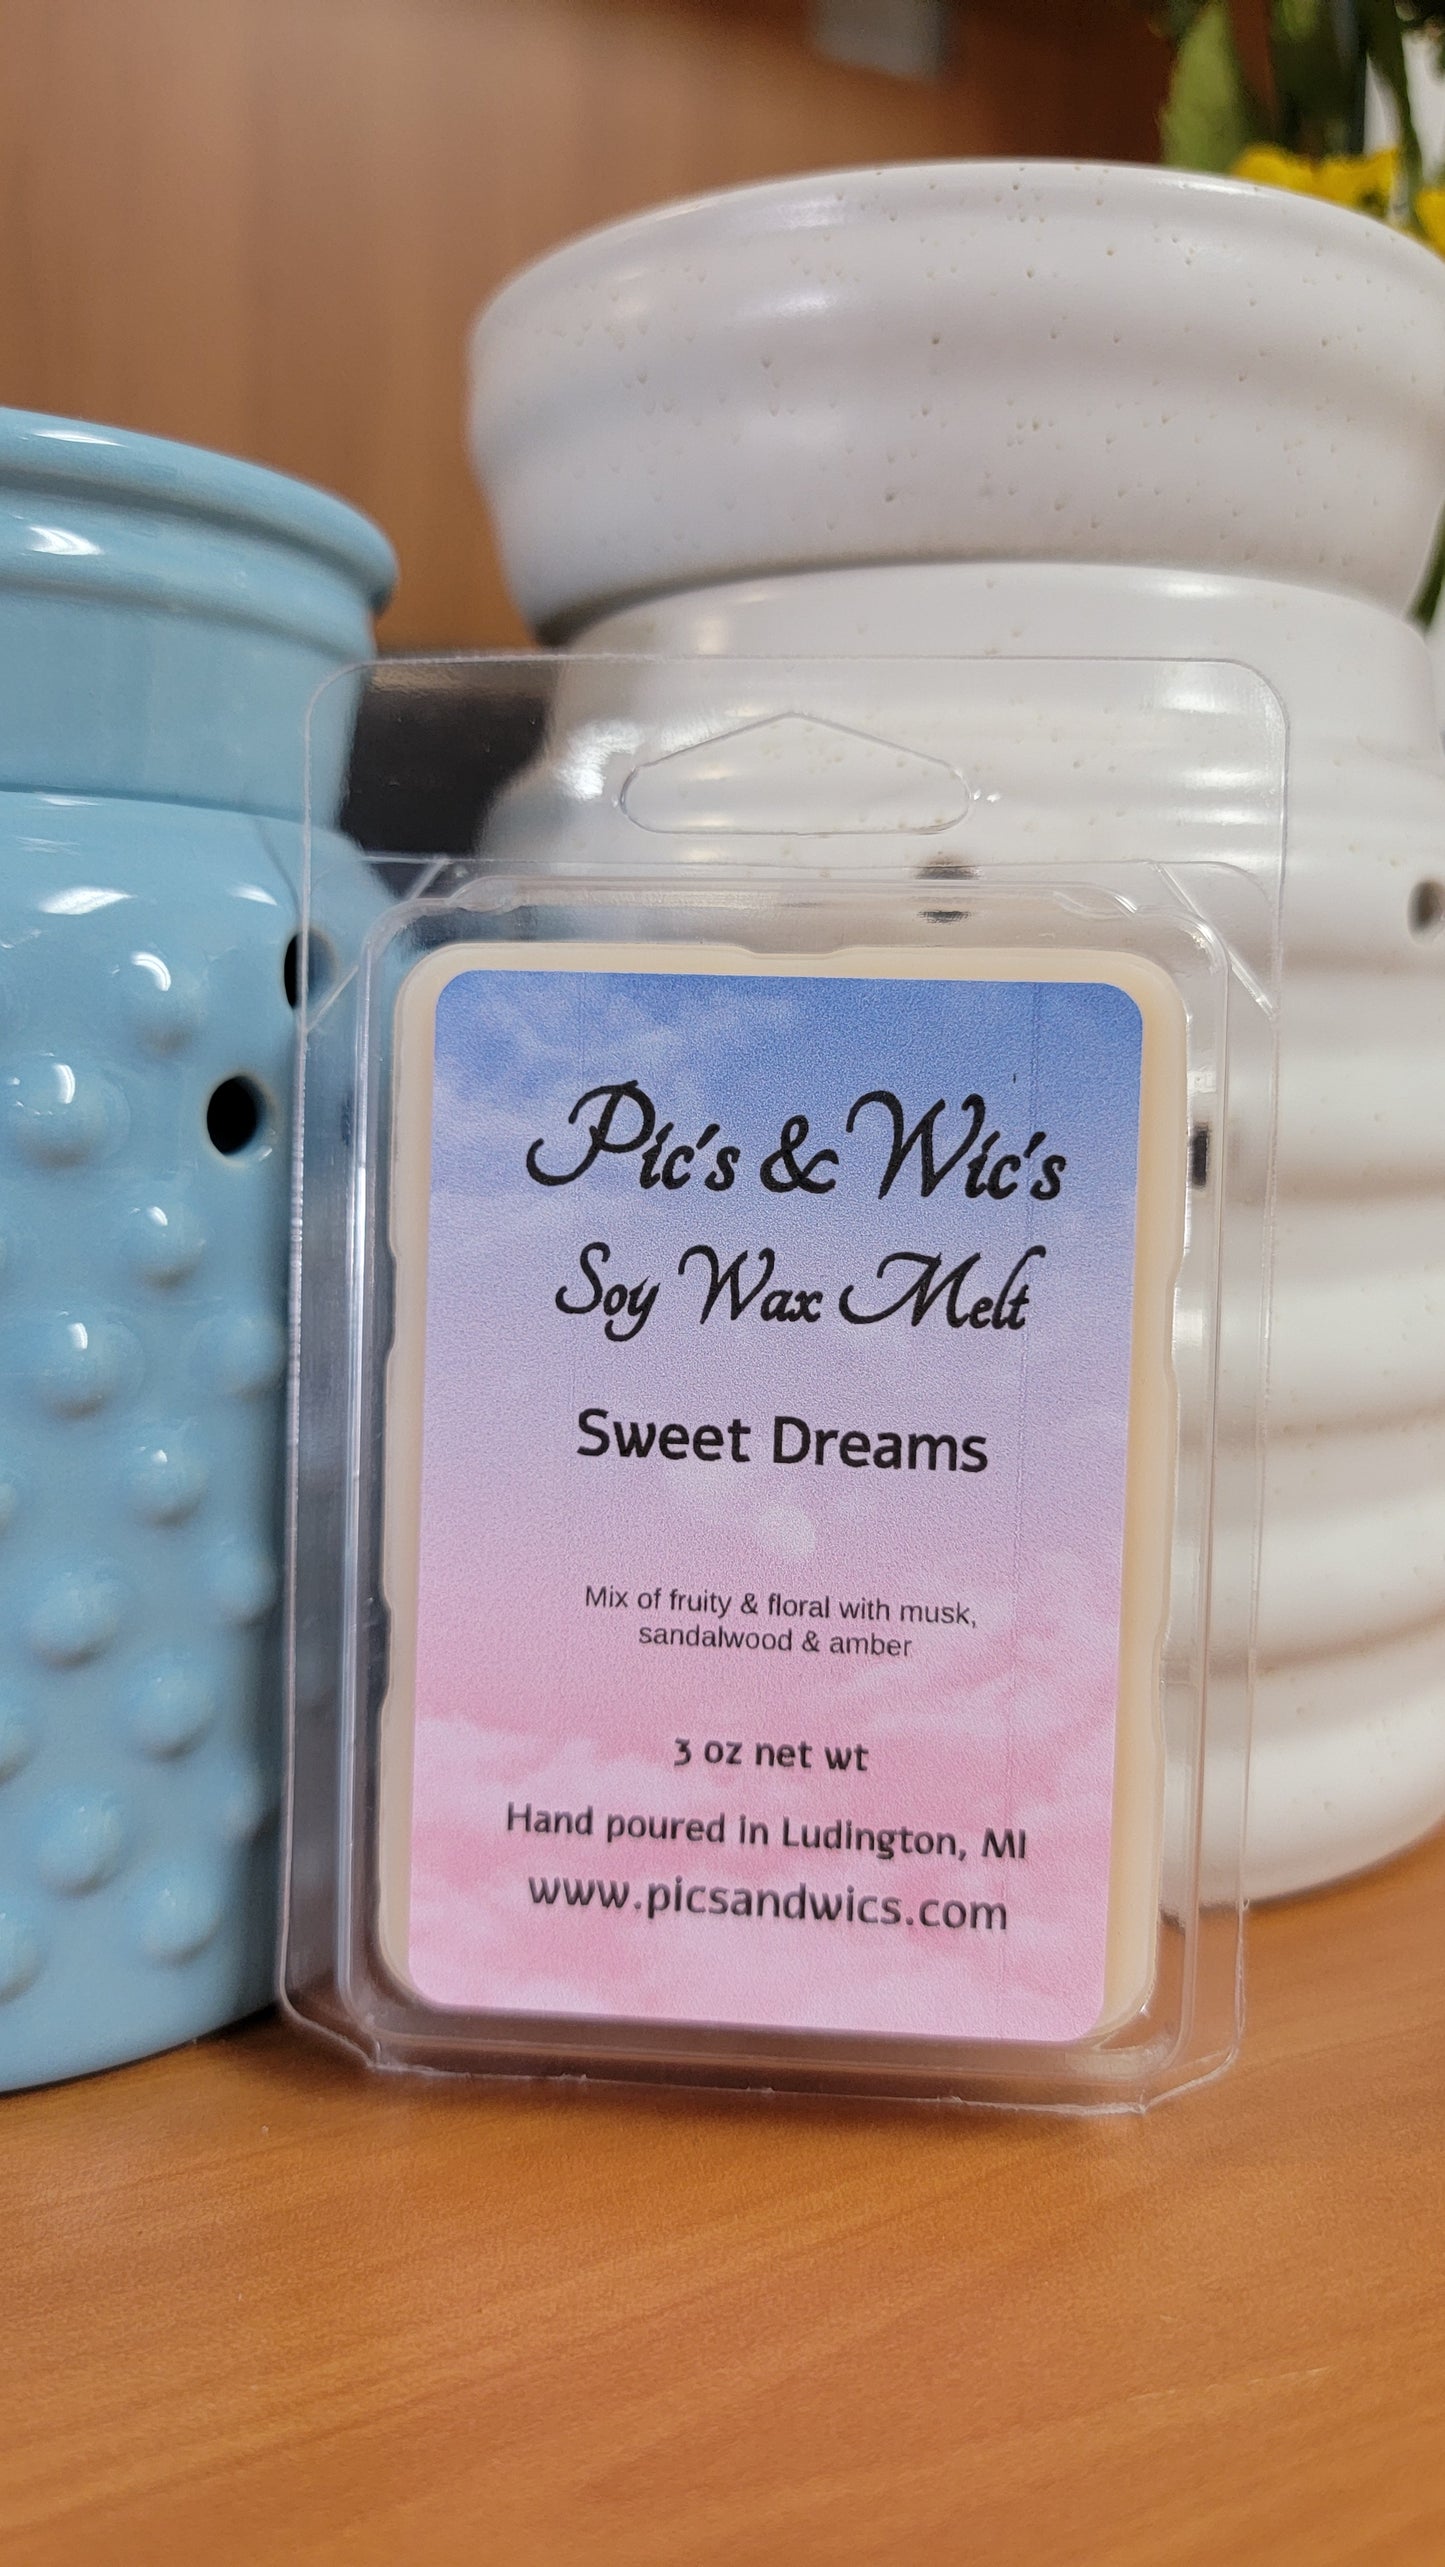 Pic's & Wic's
Soy Wax Melt
Sweet Dreams
Mix of fruity & floral with musk,
sandalwood & amber
3 oz net wt
Hand poured in Ludington, MI
www.picsandwics.com